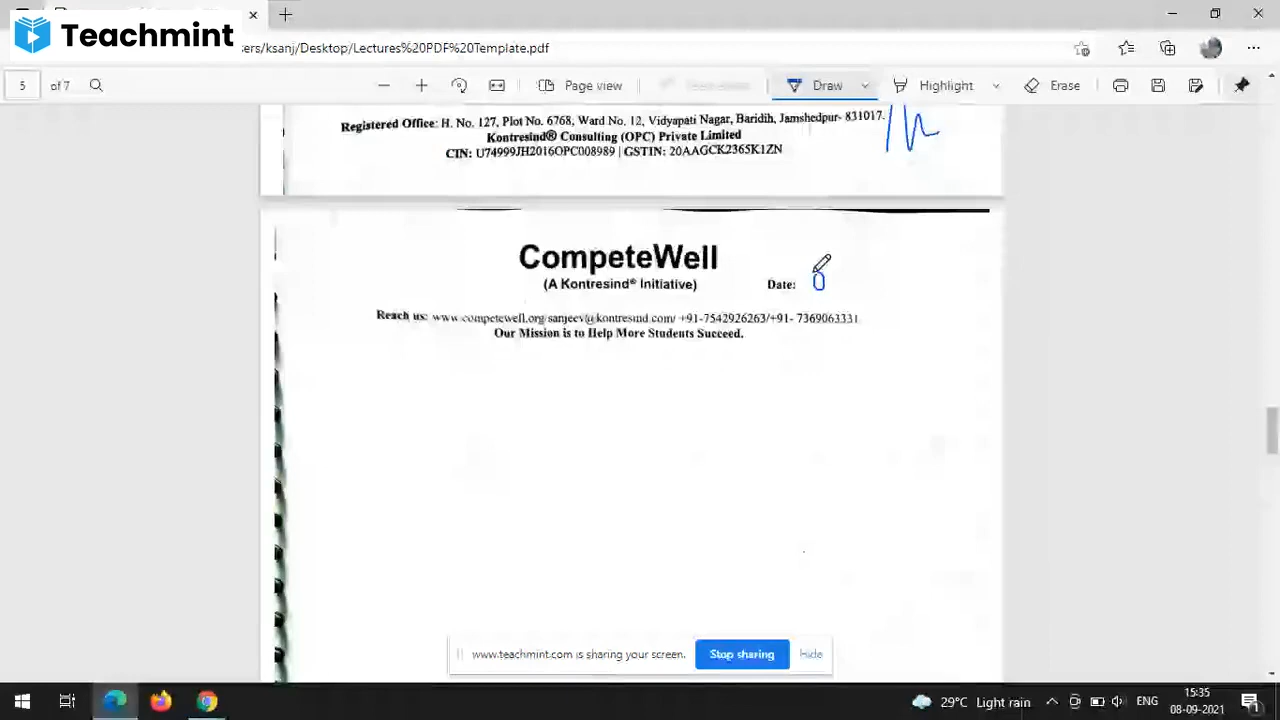 Teachmint
ers/ksanj/Desktop/Lectures%20PDF%20Template.pdf
5 of 7
Page view
Draw
Highlight
Erase
Registered Office: H. No. 127, Plot No. 6768, Ward No. 12, Vidyapati Nagar, Baridih, Jamshedpur- 831017.
Kontresind® Consulting (OPC) Private Limited
CIN: U74999JH2016OPC008989 | GSTIN: 20AAGCK2365K1ZN
CompeteWell
(A Kontresind® Initiative)
Date: 0
Reach us: www.competewell.org/sanjeev@kontresind.com/ +91-7542926263/+91- 7369063331
Our Mission is to Help More Students Succeed.
www.teachmint.com is sharing your screen.
Stop sharing
Hide
29°C Light rain
ENG
15:35
08-09-2021
1